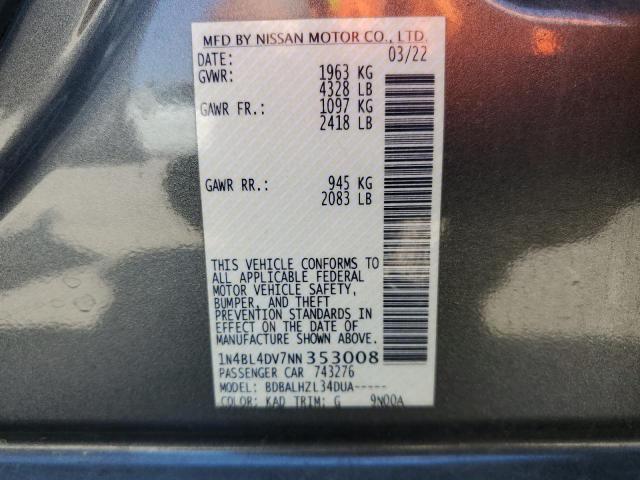 MFD BY NISSAN MOTOR CO., LTD.
DATE: 03/22
GVWR: 1963 KG
4328 LB
GAWR FR.: 1097 KG
2418 LB
GAWR RR.: 945 KG
2083 LB
THIS VEHICLE CONFORMS TO
ALL APPLICABLE FEDERAL
MOTOR VEHICLE SAFETY,
BUMPER, AND THEFT
PREVENTION STANDARDS IN
EFFECT ON THE DATE OF
MANUFACTURE SHOWN ABOVE.
1N4BL4DV7NN353008
PASSENGER CAR 743276
MODEL: BDBALHZL34DUA-----
COLOR: KAD TRIM: G 9N00A